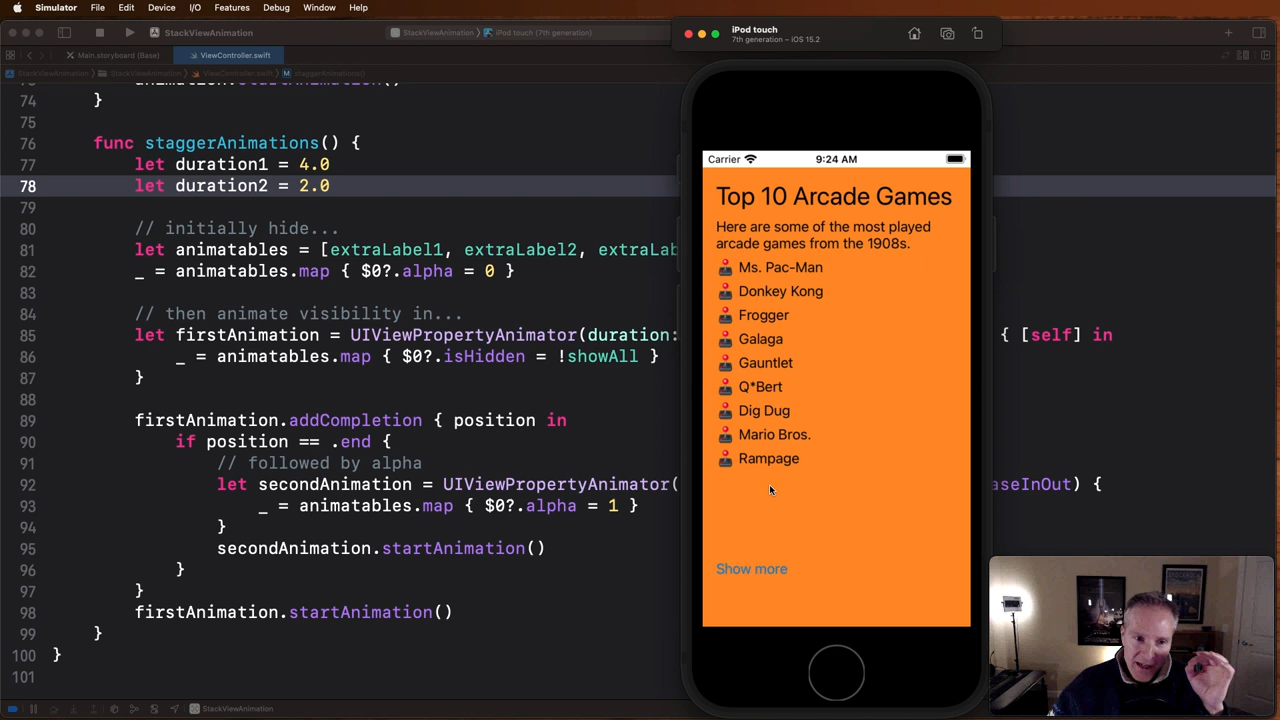 Simulator File Edit Device I/O Features Debug Window Help
StackViewAnimation
StackViewAnimation iPod touch (7th generation)
Main.storyboard (Base) ViewController.swift
StackViewAnimation StackViewAnimation ViewController.swift M staggerAnimations()
iPod touch
7th generation – iOS 15.2
74 }
75
76 func staggerAnimations() {
77 let duration1 = 4.0
78 let duration2 = 2.0
79
80 // initially hide...
81 let animatables = [extraLabel1, extraLabel2, extraLab
82 _ = animatables.map { $0?.alpha = 0 }
83
84 // then animate visibility in...
85 let firstAnimation = UIViewPropertyAnimator(duration: { [self] in
86 _ = animatables.map { $0?.isHidden = !showAll }
87 }
88
89 firstAnimation.addCompletion { position in
90 if position == .end {
91 // followed by alpha
92 let secondAnimation = UIViewPropertyAnimator( aseInOut) {
93 _ = animatables.map { $0?.alpha = 1 }
94 }
95 secondAnimation.startAnimation()
96 }
97 }
98 firstAnimation.startAnimation()
99 }
100 }
101
Carrier 9:24 AM
Top 10 Arcade Games
Here are some of the most played
arcade games from the 1908s.
Ms. Pac-Man
Donkey Kong
Frogger
Galaga
Gauntlet
Q*Bert
Dig Dug
Mario Bros.
Rampage
Show more
StackViewAnimation